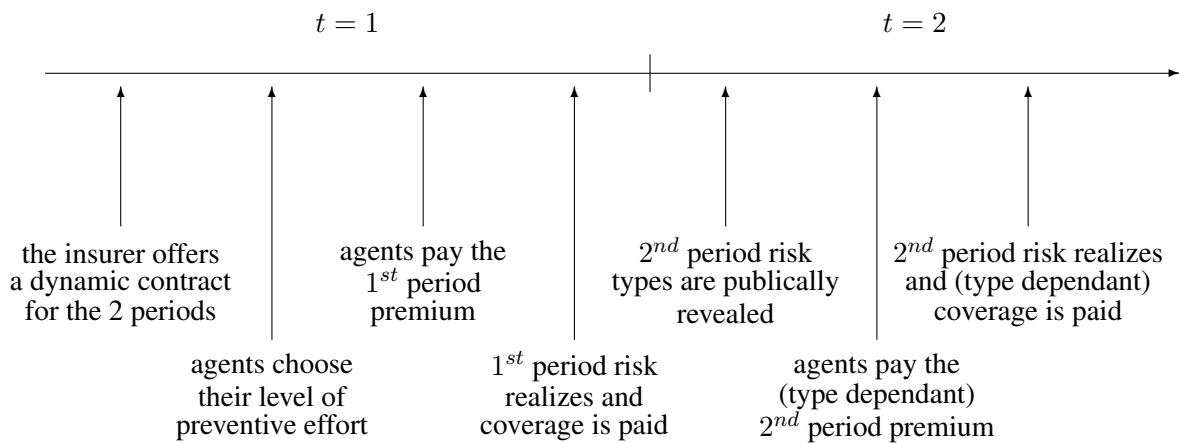 t = 1
t = 2
the insurer offers
a dynamic contract
for the 2 periods
agents choose
their level of
preventive effort
agents pay the
1st period
premium
1st period risk
realizes and
coverage is paid
2nd period risk
types are publically
revealed
agents pay the
(type dependant)
2nd period premium
2nd period risk realizes
and (type dependant)
coverage is paid